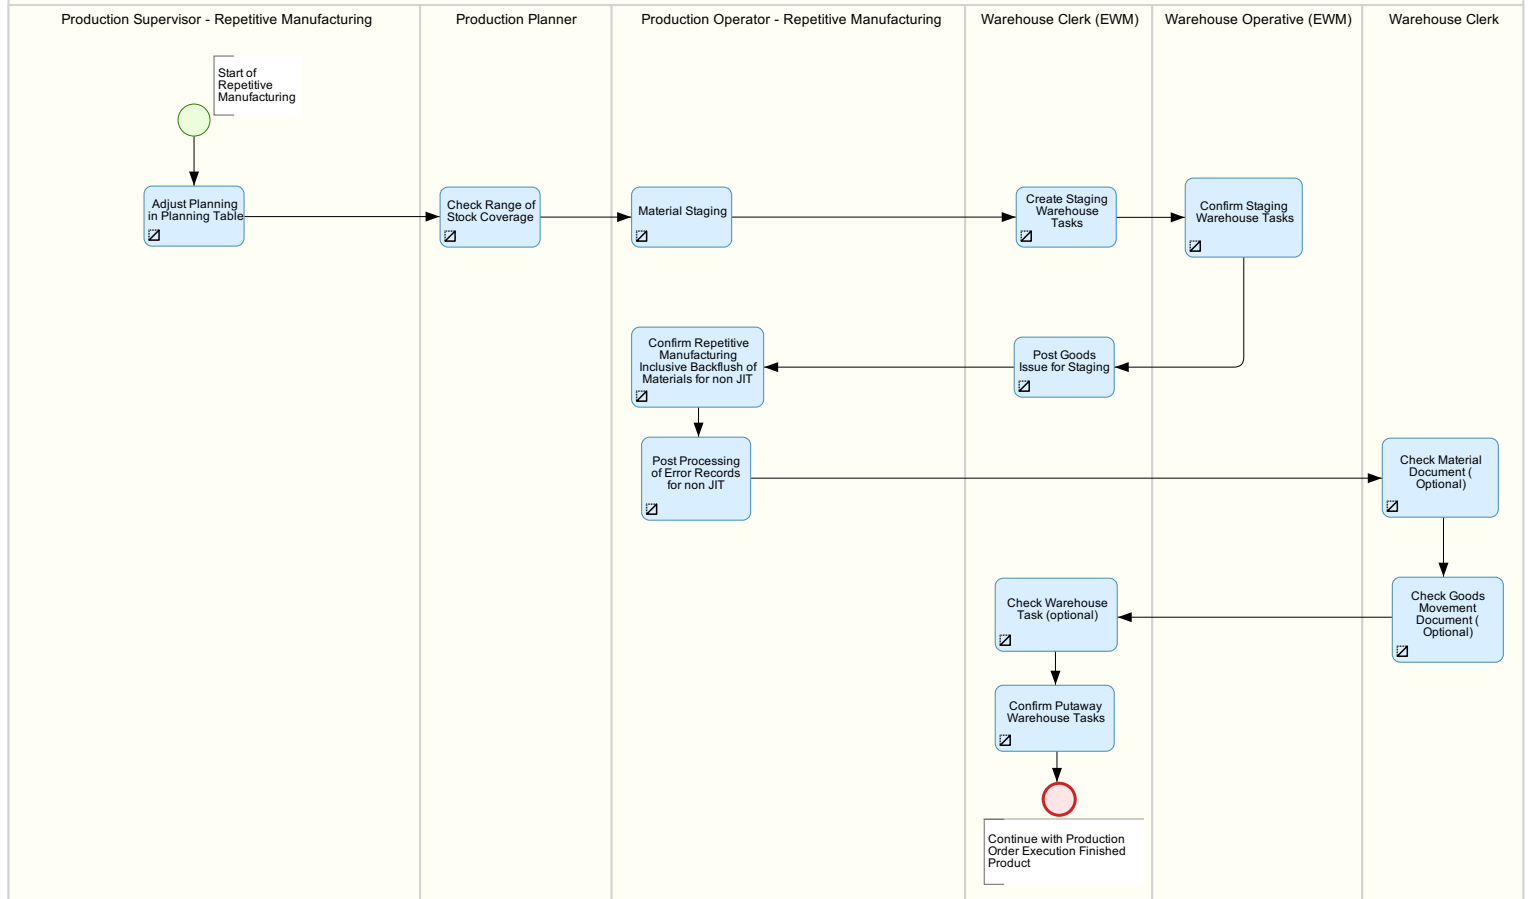 Production Supervisor - Repetitive Manufacturing
Production Planner
Production Operator - Repetitive Manufacturing
Warehouse Clerk (EWM)
Warehouse Operative (EWM)
Warehouse Clerk
Start of
Repetitive
Manufacturing
Adjust Planning
in Planning Table
Check Range of
Stock Coverage
Material Staging
Create Staging
Warehouse
Tasks
Confirm Staging
Warehouse Tasks
Confirm Repetitive
Manufacturing
Inclusive Backflush of
Materials for non JIT
Post Goods
Issue for Staging
Post Processing
of Error Records
for non JIT
Check Material
Document (
Optional)
Check Warehouse
Task (optional)
Check Goods
Movement
Document (
Optional)
Confirm Putaway
Warehouse Tasks
Continue with Production
Order Execution Finished
Product